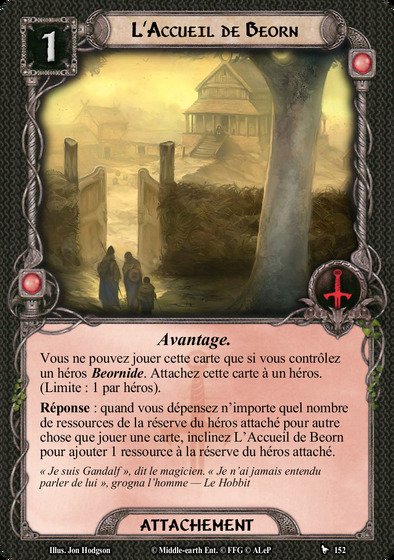 L'Accueil de Beorn
1
Avantage.
Vous ne pouvez jouer cette carte que si vous contrôlez
un héros Beornide. Attachez cette carte à un héros.
(Limite : 1 par héros).
Réponse : quand vous dépensez n'importe quel nombre
de ressources de la réserve du héros attaché pour autre
chose que jouer une carte, inclinez L'Accueil de Beorn
pour ajouter 1 ressource à la réserve du héros attaché.
« Je suis Gandalf », dit le magicien. « Je n'ai jamais entendu
parler de lui », grogna l'homme — Le Hobbit
Attachement
Illus. Jon Hodgson © Middle-earth Ent. © FFG © ALeP 152